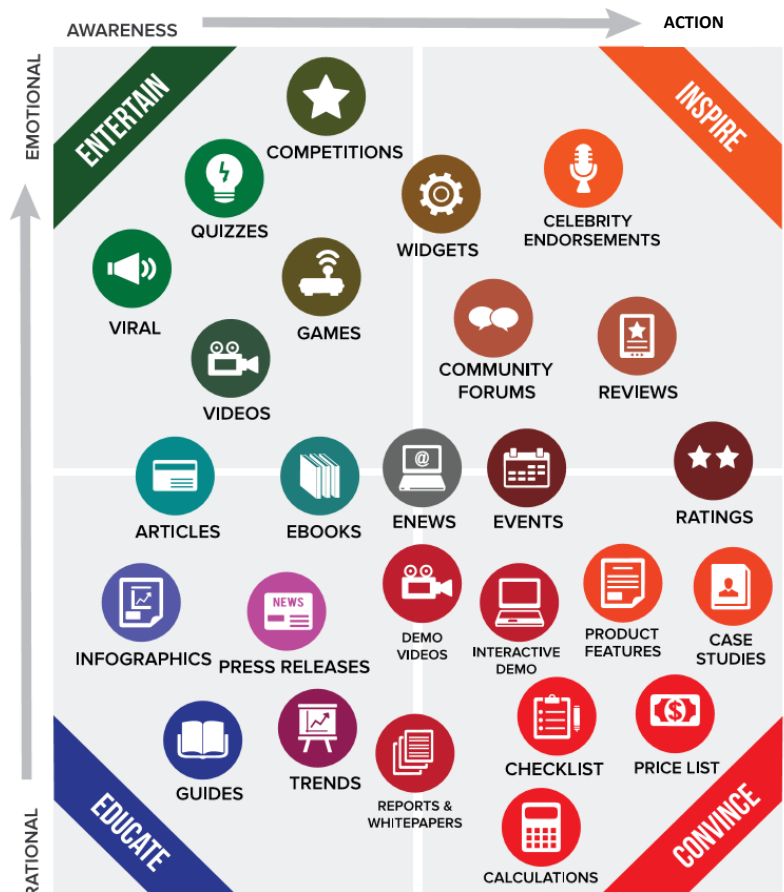 AWARENESS
ACTION
EMOTIONAL
ENTERTAIN
INSPIRE
COMPETITIONS
QUIZZES
WIDGETS
CELEBRITY
ENDORSEMENTS
VIRAL
GAMES
COMMUNITY
FORUMS
REVIEWS
VIDEOS
@
ARTICLES
EBOOKS
ENEWS
EVENTS
RATINGS
NEWS
INFOGRAPHICS
PRESS RELEASES
DEMO
VIDEOS
INTERACTIVE
DEMO
PRODUCT
FEATURES
CASE
STUDIES
$
GUIDES
TRENDS
REPORTS &
WHITEPAPERS
CHECKLIST
PRICE LIST
CALCULATIONS
RATIONAL
EDUCATE
CONVINCE